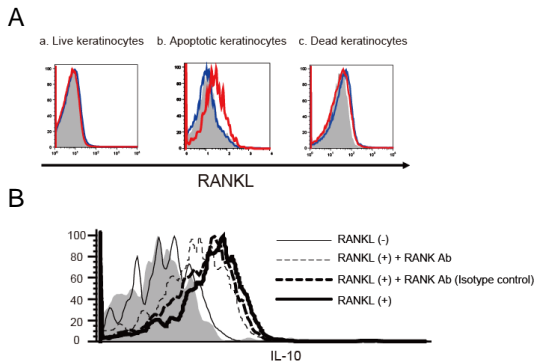 A
a. Live keratinocytes
b. Apoptotic keratinocytes
c. Dead keratinocytes
RANKL
B
100
80
60
40
20
0
RANKL (-)
RANKL (+) + RANK Ab
RANKL (+) + RANK Ab (Isotype control)
RANKL (+)
IL-10